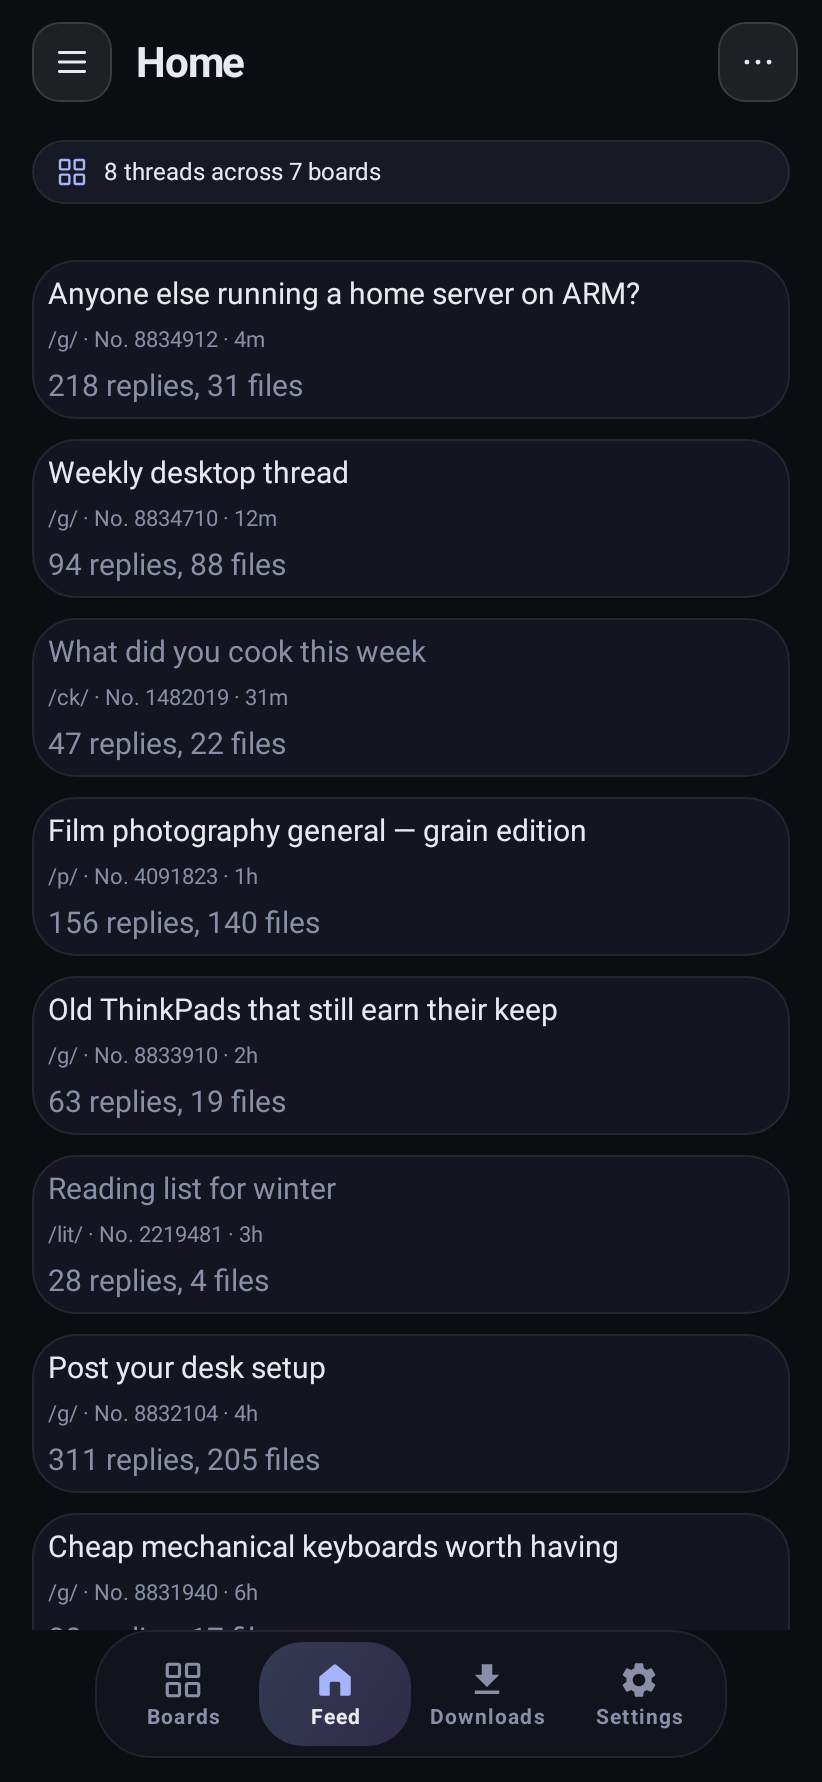 Home
8 threads across 7 boards
Anyone else running a home server on ARM?
/g/ · No. 8834912 · 4m
218 replies, 31 files
Weekly desktop thread
/g/ · No. 8834710 · 12m
94 replies, 88 files
What did you cook this week
/ck/ · No. 1482019 · 31m
47 replies, 22 files
Film photography general — grain edition
/p/ · No. 4091823 · 1h
156 replies, 140 files
Old ThinkPads that still earn their keep
/g/ · No. 8833910 · 2h
63 replies, 19 files
Reading list for winter
/lit/ · No. 2219481 · 3h
28 replies, 4 files
Post your desk setup
/g/ · No. 8832104 · 4h
311 replies, 205 files
Cheap mechanical keyboards worth having
/g/ · No. 8831940 · 6h
Boards
Feed
Downloads
Settings